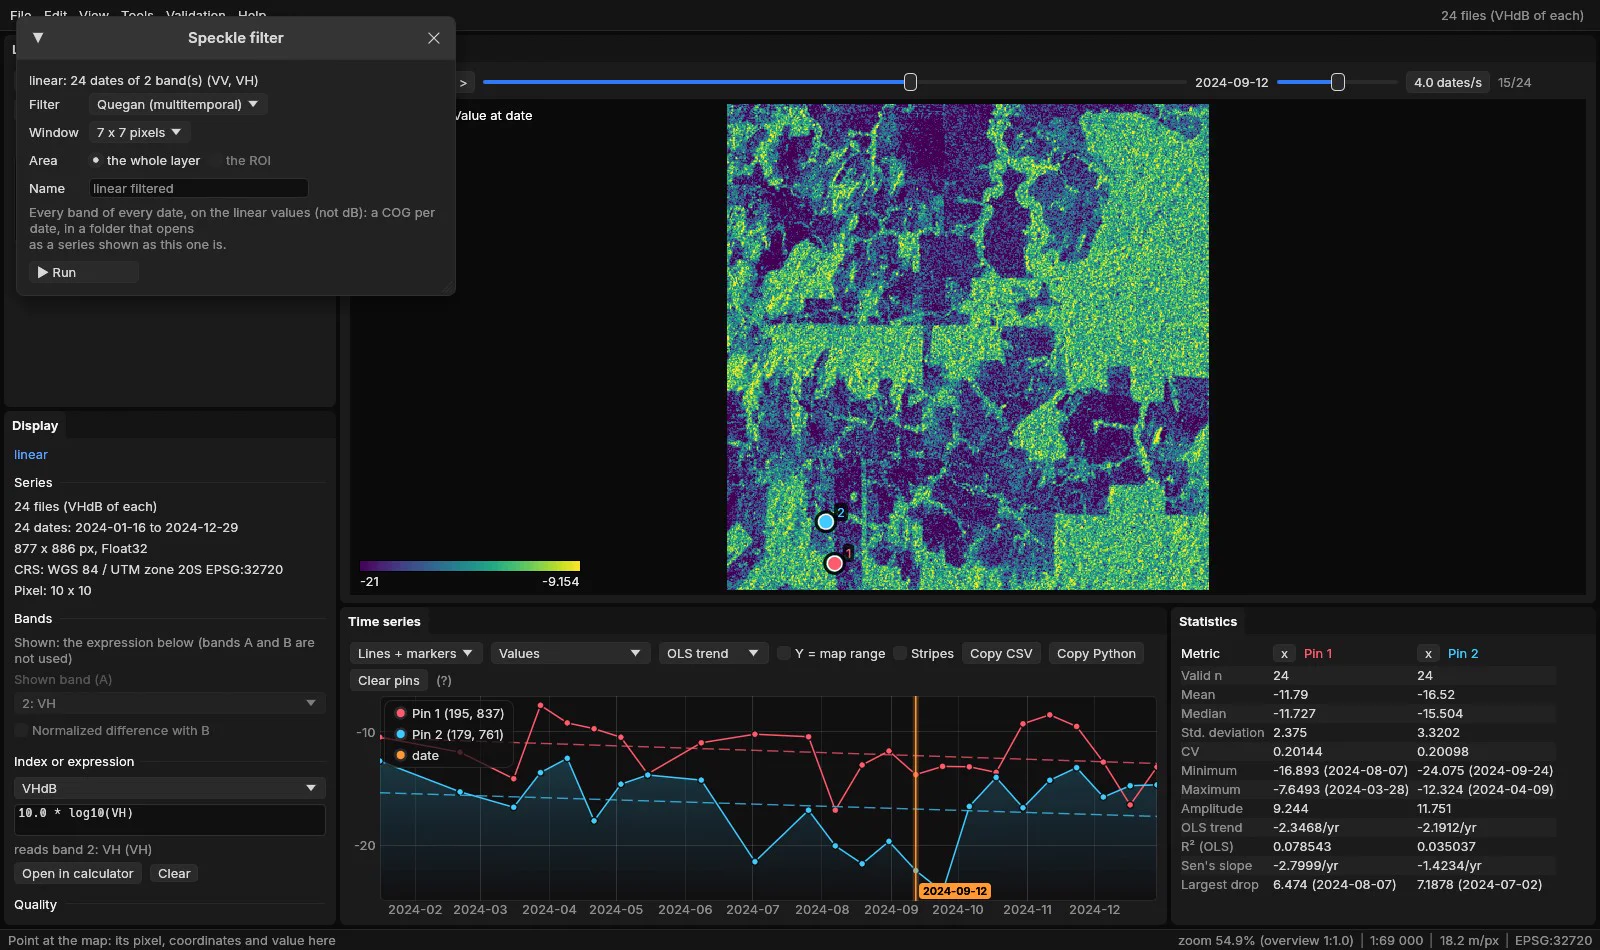 File Edit View Tools Validation Help
24 files (VHdB of each)
▼ Speckle filter
linear: 24 dates of 2 band(s) (VV, VH)
Filter Quegan (multitemporal) ▼
Window 7 x 7 pixels ▼
Area the whole layer the ROI
Name linear filtered
Every band of every date, on the linear values (not dB): a COG per
date, in a folder that opens
as a series shown as this one is.
▶ Run
> 2024-09-12 4.0 dates/s 15/24
Value at date
2
1
-21 -9.154
Display
linear
Series
24 files (VHdB of each)
24 dates: 2024-01-16 to 2024-12-29
877 x 886 px, Float32
CRS: WGS 84 / UTM zone 20S EPSG:32720
Pixel: 10 x 10
Bands
Shown: the expression below (bands A and B are
not used)
Shown band (A)
2: VH
Normalized difference with B
Index or expression
VHdB
10.0 * log10(VH)
reads band 2: VH (VH)
Open in calculator Clear
Quality
Time series
Lines + markers ▼ Values ▼ OLS trend ▼ Y = map range Stripes Copy CSV Copy Python
Clear pins (?)
Pin 1 (195, 837)
Pin 2 (179, 761)
date
-10
-20
2024-09-12
2024-02 2024-03 2024-04 2024-05 2024-06 2024-07 2024-08 2024-09 2024-10 2024-11 2024-12
Statistics
Metric x Pin 1 x Pin 2
Valid n 24 24
Mean -11.79 -16.52
Median -11.727 -15.504
Std. deviation 2.375 3.3202
CV 0.20144 0.20098
Minimum -16.893 (2024-08-07) -24.075 (2024-09-24)
Maximum -7.6493 (2024-03-28) -12.324 (2024-04-09)
Amplitude 9.244 11.751
OLS trend -2.3468/yr -2.1912/yr
R² (OLS) 0.078543 0.035037
Sen's slope -2.7999/yr -1.4234/yr
Largest drop 6.474 (2024-08-07) 7.1878 (2024-07-02)
Point at the map: its pixel, coordinates and value here
zoom 54.9% (overview 1:1.0) | 1:69 000 | 18.2 m/px | EPSG:32720